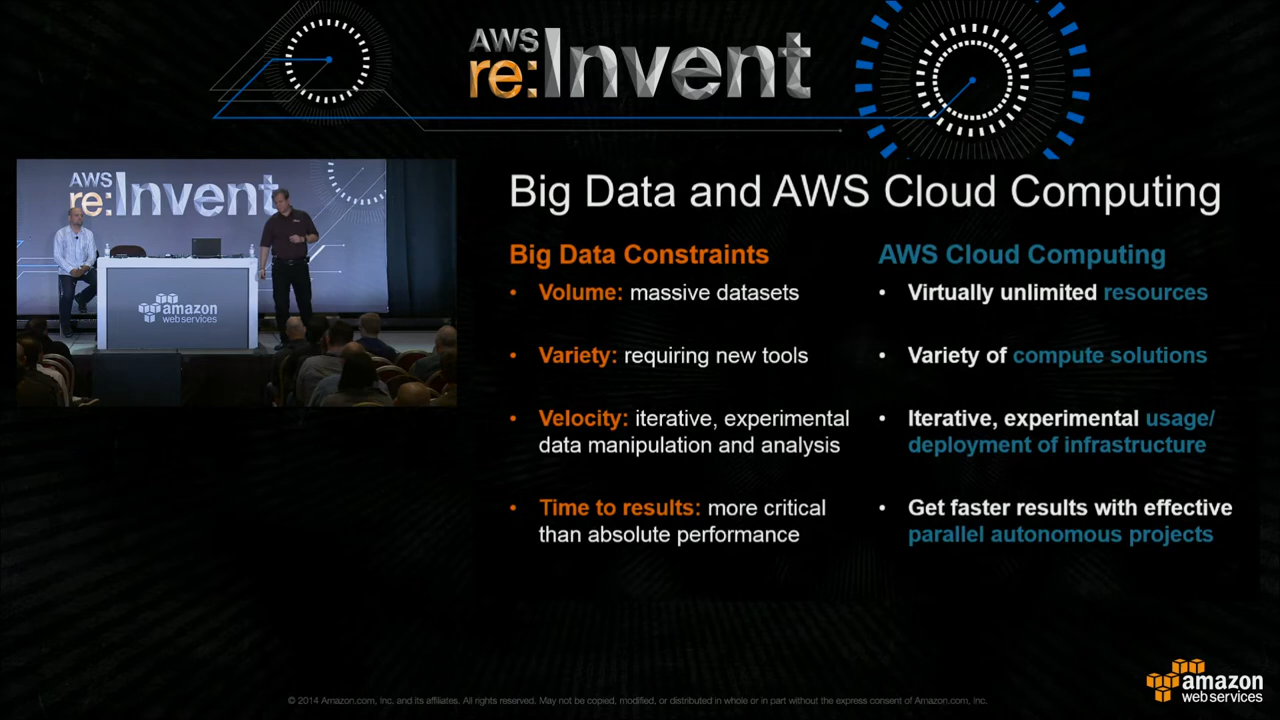 AWS
re:Invent
AWS
re:Invent
amazon
web services
Big Data and AWS Cloud Computing
Big Data Constraints
• Volume: massive datasets
• Variety: requiring new tools
• Velocity: iterative, experimental
data manipulation and analysis
• Time to results: more critical
than absolute performance
AWS Cloud Computing
• Virtually unlimited resources
• Variety of compute solutions
• Iterative, experimental usage/
deployment of infrastructure
• Get faster results with effective
parallel autonomous projects
amazon
web services
© 2014 Amazon.com, Inc. and its affiliates. All rights reserved. May not be copied, modified, or distributed in whole or in part without the express consent of Amazon.com, Inc.